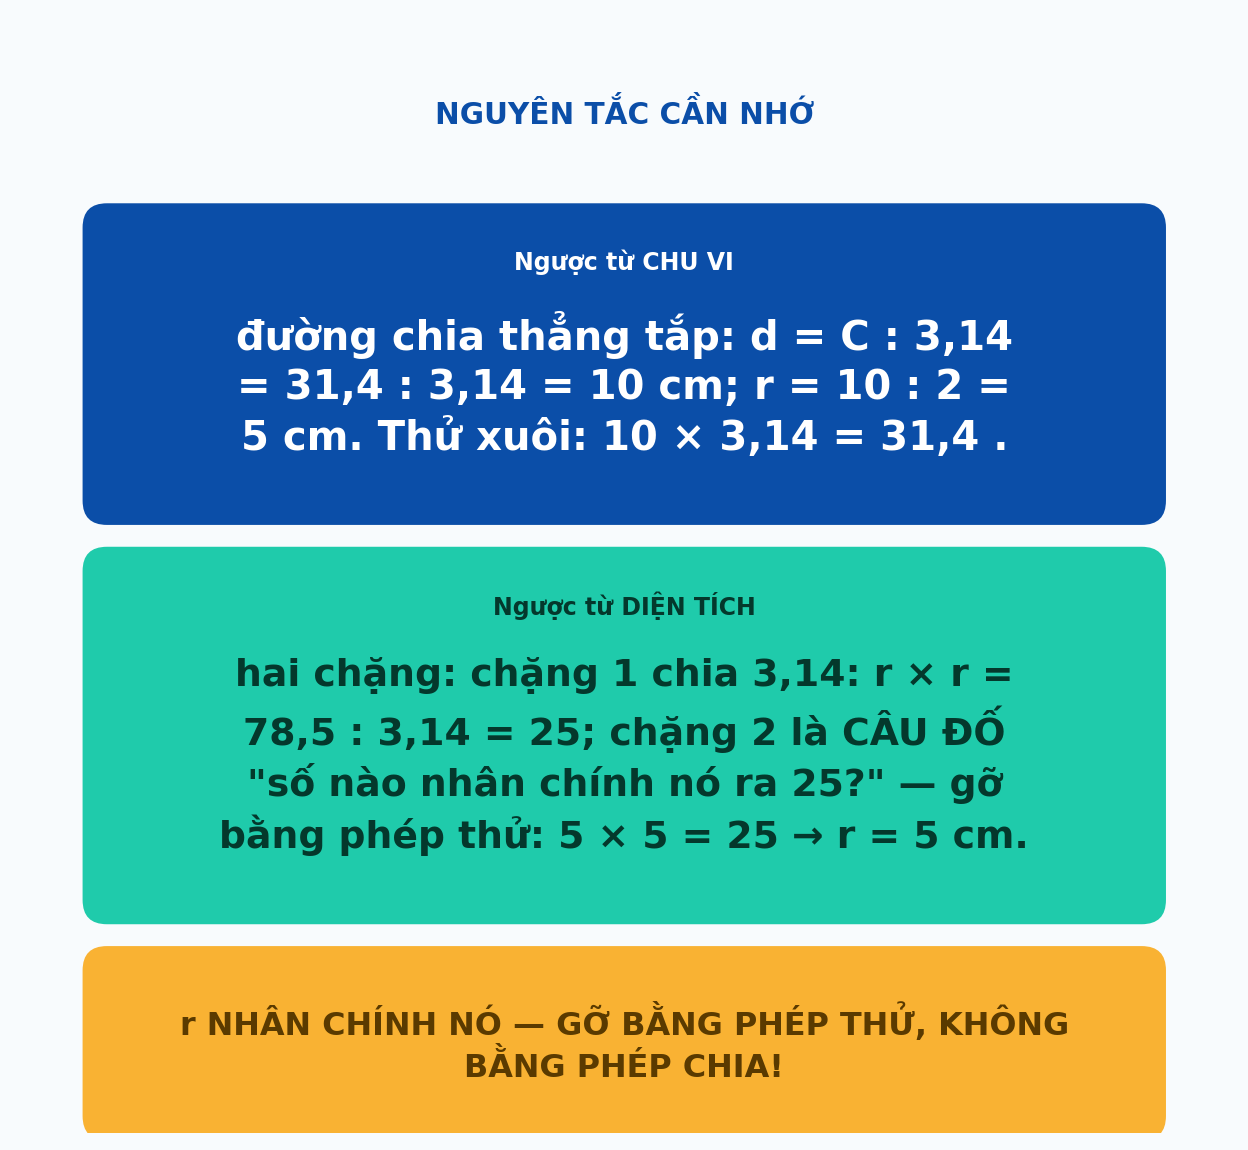 NGUYÊN TẮC CẦN NHỚ
Ngược từ CHU VI
đường chia thẳng tắp: d = C : 3,14
= 31,4 : 3,14 = 10 cm; r = 10 : 2 =
5 cm. Thử xuôi: 10 × 3,14 = 31,4 .
Ngược từ DIỆN TÍCH
hai chặng: chặng 1 chia 3,14: r × r =
78,5 : 3,14 = 25; chặng 2 là CÂU ĐỐ
"số nào nhân chính nó ra 25?" — gỡ
bằng phép thử: 5 × 5 = 25 → r = 5 cm.
r NHÂN CHÍNH NÓ — GỠ BẰNG PHÉP THỬ, KHÔNG
BẰNG PHÉP CHIA!